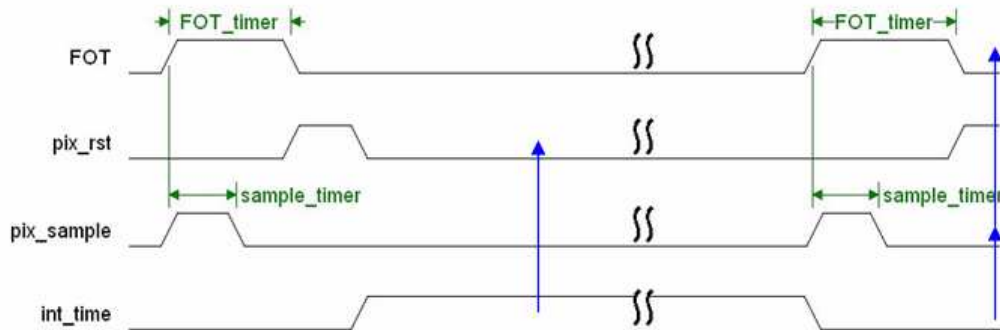 FOT_timer
FOT_timer
FOT
pix_rst
sample_timer
sample_timer
pix_sample
int_time